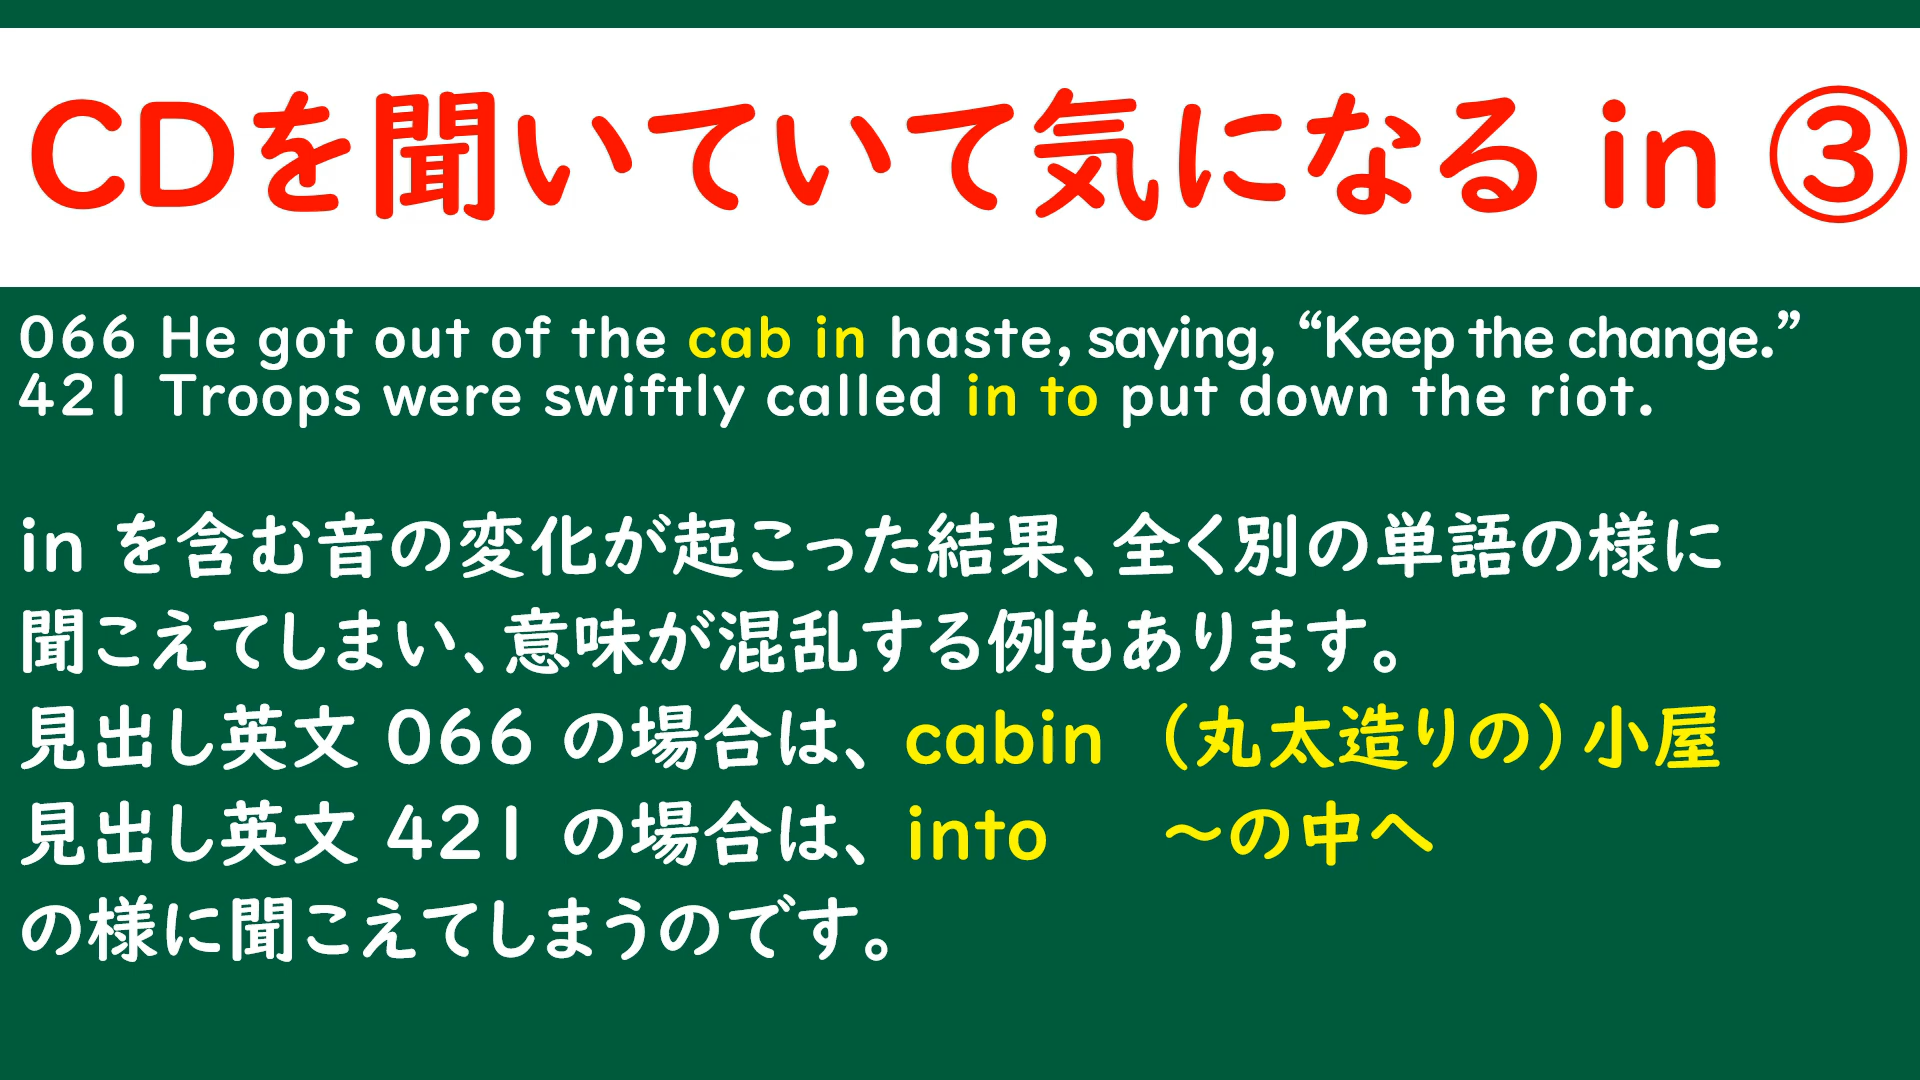 CDを聞いていて気になる in ③
066 He got out of the cab in haste, saying, “Keep the change.”
421 Troops were swiftly called in to put down the riot.
in を含む音の変化が起こった結果、全く別の単語の様に
聞こえてしまい、意味が混乱する例もあります。
見出し英文 066 の場合は、cabin （丸太造りの）小屋
見出し英文 421 の場合は、into ～の中へ
の様に聞こえてしまうのです。